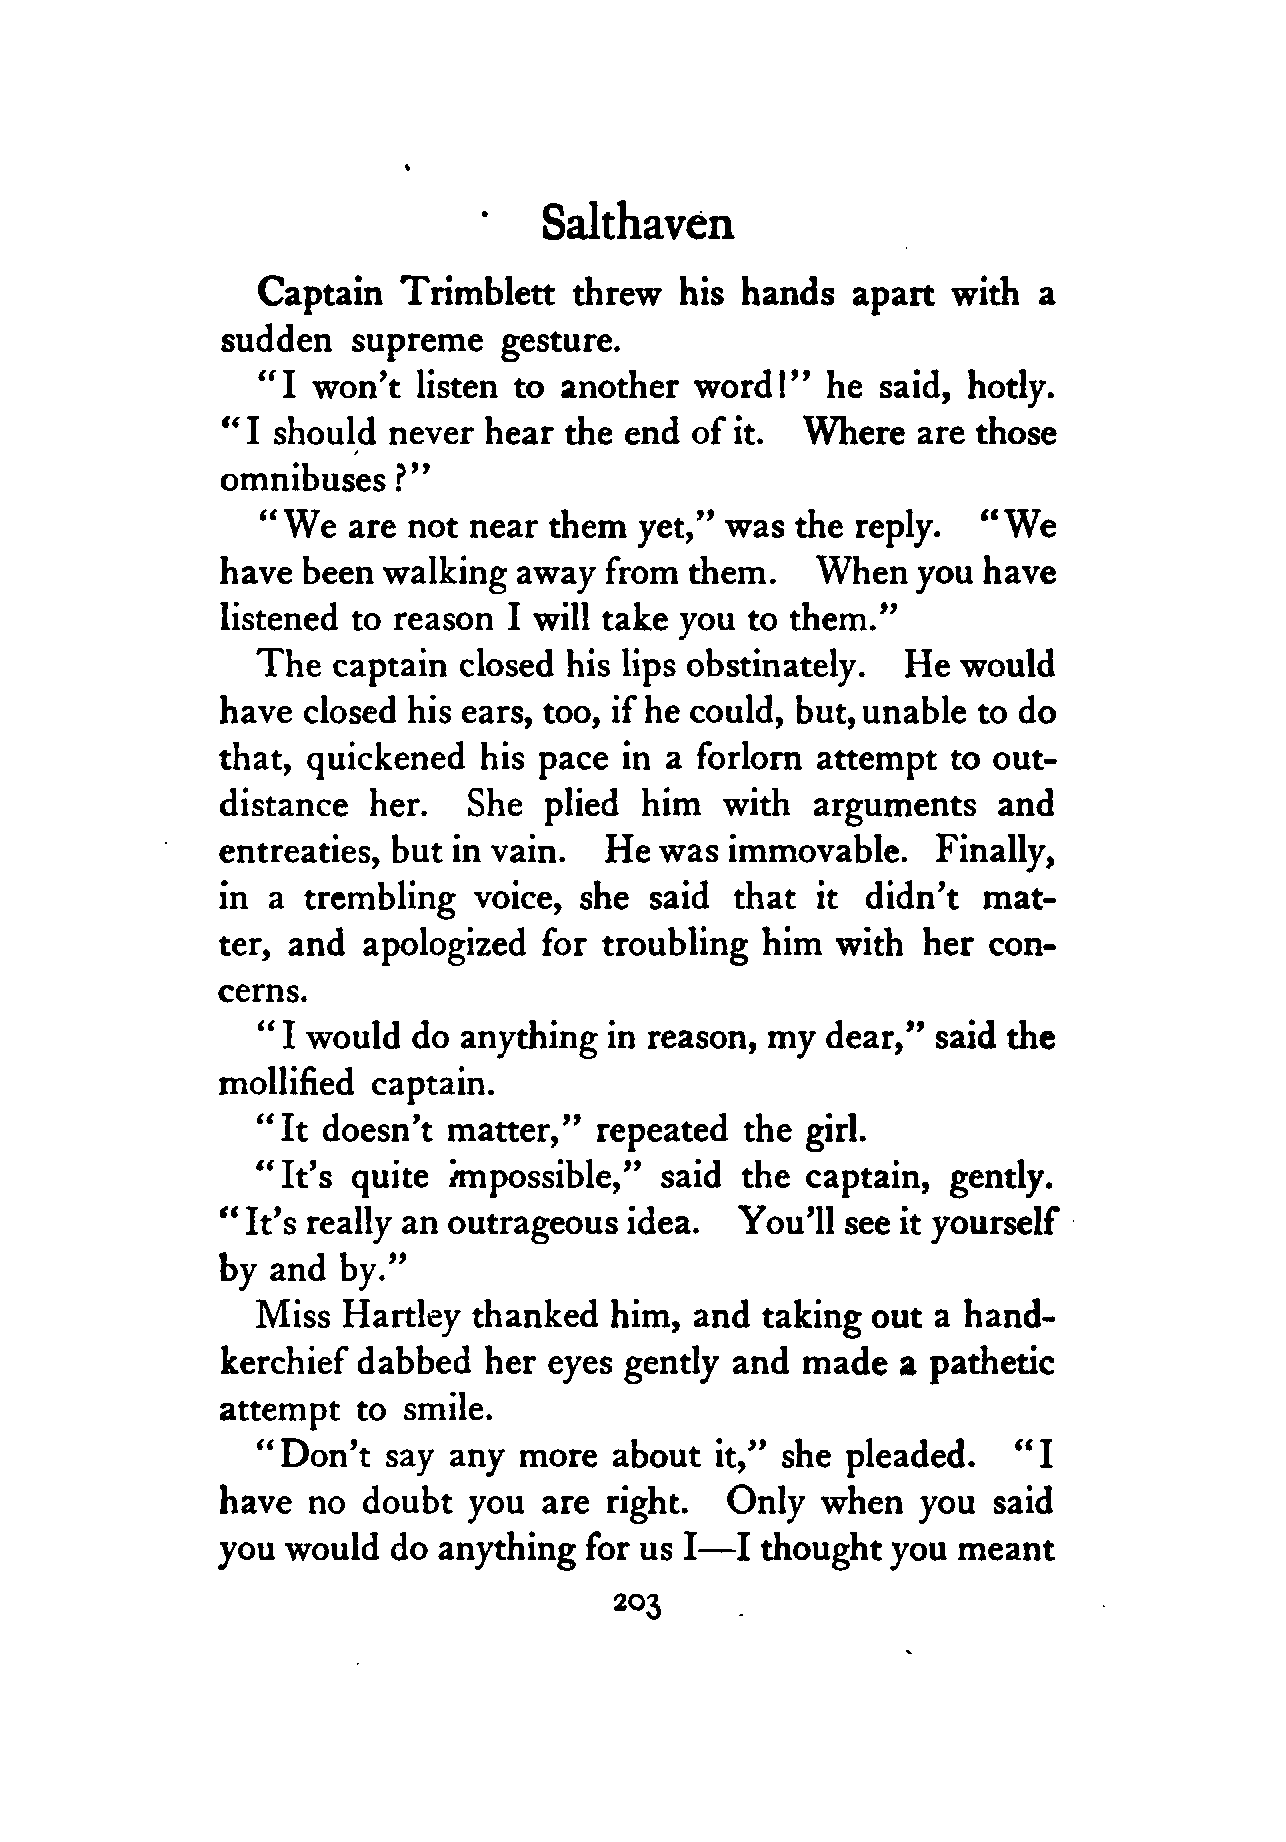 Salthaven
Captain Trimblett threw his hands apart with a
sudden supreme gesture.
"I won't listen to another word!" he said, hotly.
"I should never hear the end of it. Where are those
omnibuses?"
"We are not near them yet," was the reply. "We
have been walking away from them. When you have
listened to reason I will take you to them."
The captain closed his lips obstinately. He would
have closed his ears, too, if he could, but, unable to do
that, quickened his pace in a forlorn attempt to out-
distance her. She plied him with arguments and
entreaties, but in vain. He was immovable. Finally,
in a trembling voice, she said that it didn't mat-
ter, and apologized for troubling him with her con-
cerns.
"I would do anything in reason, my dear," said the
mollified captain.
"It doesn't matter," repeated the girl.
"It's quite impossible," said the captain, gently.
"It's really an outrageous idea. You'll see it yourself
by and by."
Miss Hartley thanked him, and taking out a hand-
kerchief dabbed her eyes gently and made a pathetic
attempt to smile.
"Don't say any more about it," she pleaded. "I
have no doubt you are right. Only when you said
you would do anything for us I—I thought you meant
203